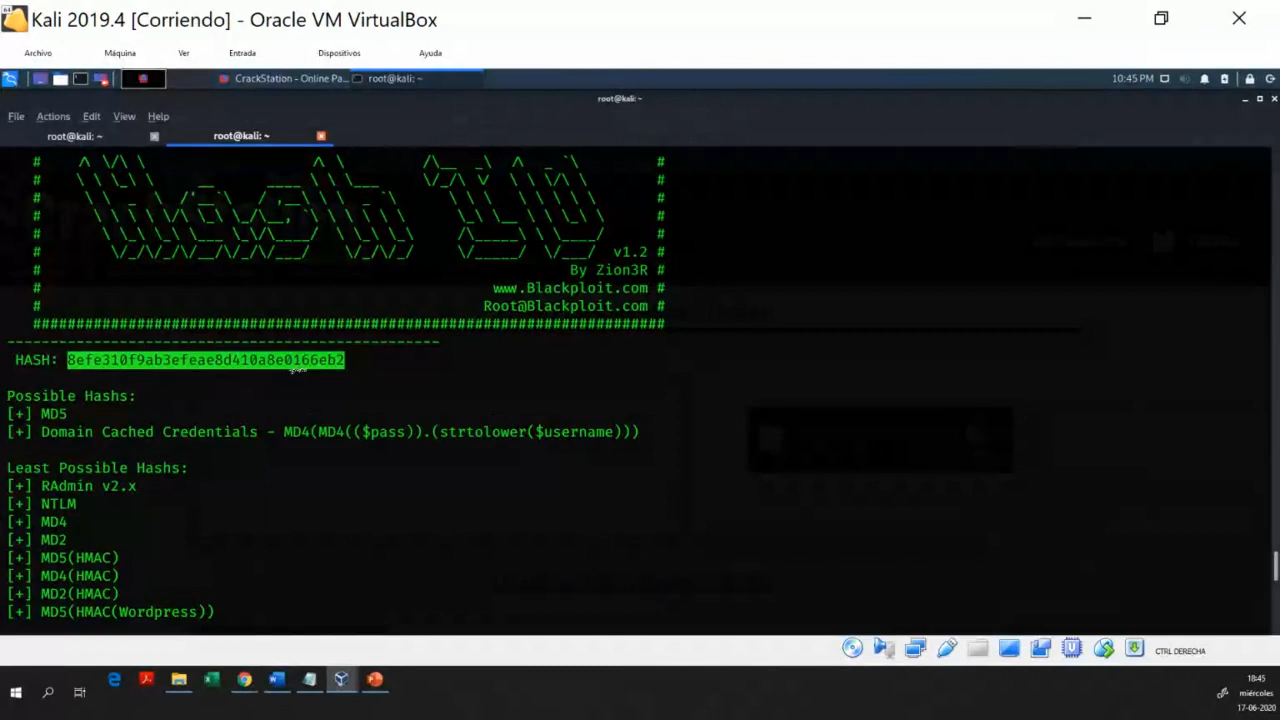 Kali 2019.4 [Corriendo] - Oracle VM VirtualBox
Archivo Máquina Ver Entrada Dispositivos Ayuda
CrackStation - Online Pa... root@kali: ~ 10:45 PM
root@kali: ~
File Actions Edit View Help
root@kali: ~ root@kali: ~
# v1.2 #
# By Zion3R #
# www.Blackploit.com #
# Root@Blackploit.com #
HASH: 8efe310f9ab3efeae8d410a8e0166eb2
Possible Hashs:
[+] MD5
[+] Domain Cached Credentials - MD4(MD4(($pass)).(strtolower($username)))
Least Possible Hashs:
[+] RAdmin v2.x
[+] NTLM
[+] MD4
[+] MD2
[+] MD5(HMAC)
[+] MD4(HMAC)
[+] MD2(HMAC)
[+] MD5(HMAC(Wordpress))
CTRL DERECHA
18:45
miércoles
17-06-2020